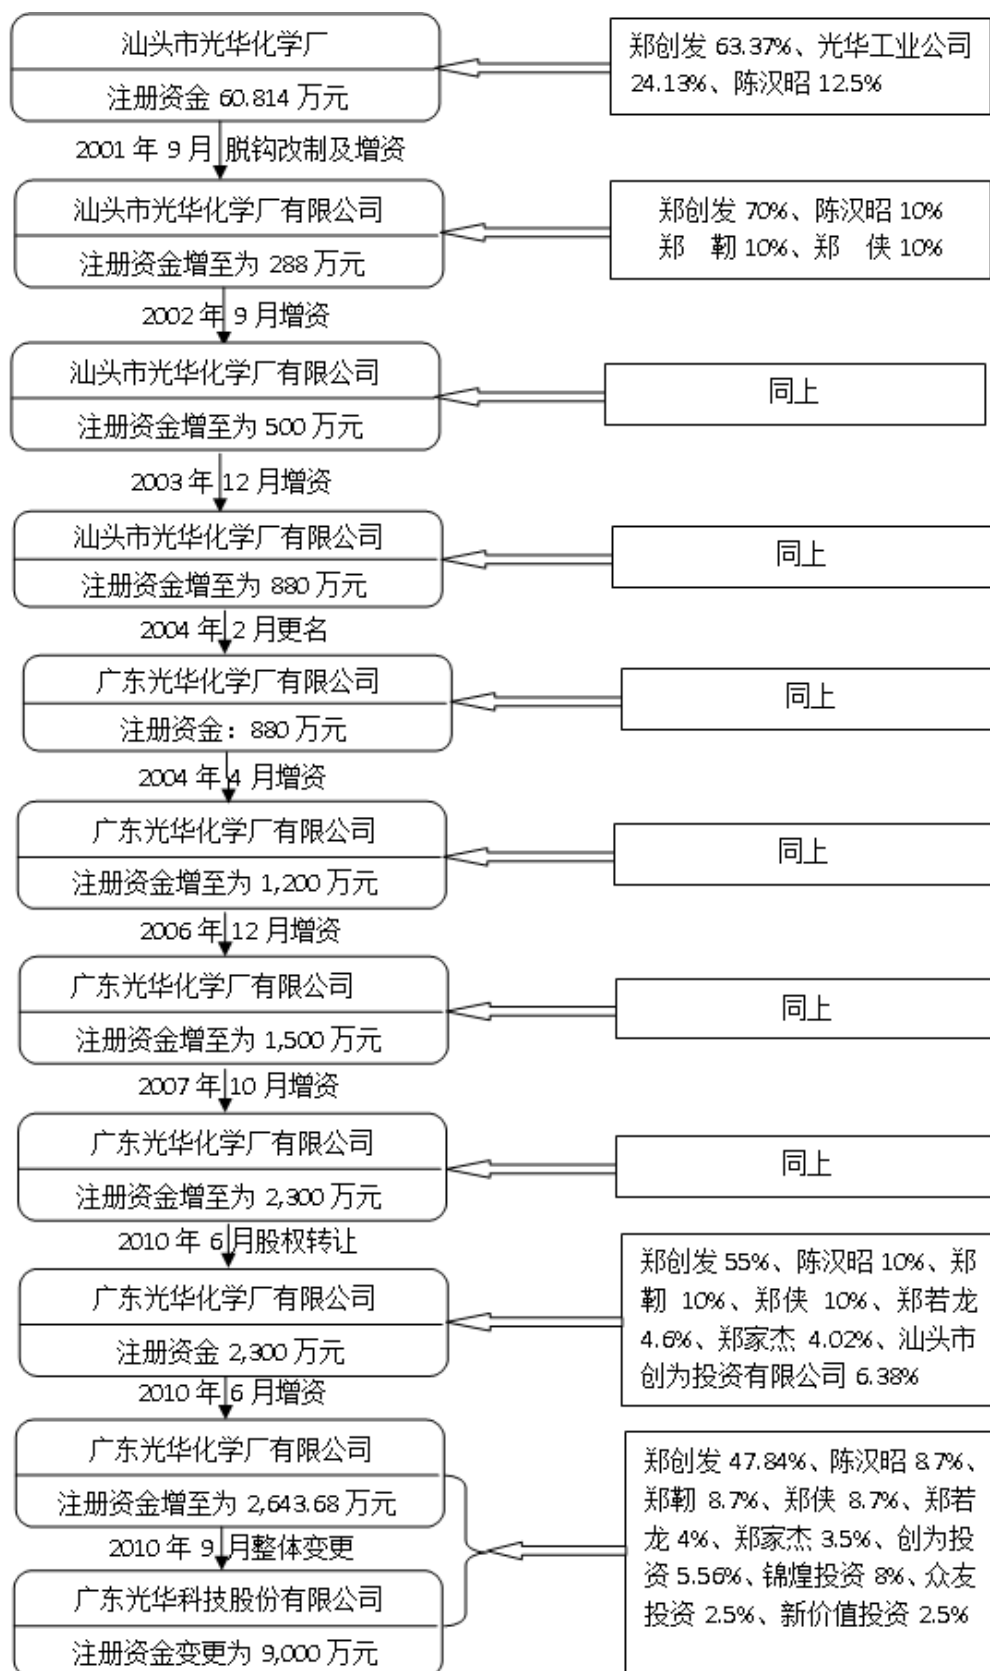 汕头市光华化学厂
注册资金 60.814 万元
郑创发 63.37%、光华工业公司
24.13%、陈汉昭 12.5%
2001 年 9 月 脱钩改制及增资
汕头市光华化学厂有限公司
注册资金增至为 288 万元
郑创发 70%、陈汉昭 10%
郑 靭 10%、郑 侠 10%
2002 年 9 月增资
汕头市光华化学厂有限公司
注册资金增至为 500 万元
同上
2003 年 12 月增资
汕头市光华化学厂有限公司
注册资金增至为 880 万元
同上
2004 年 2 月更名
广东光华化学厂有限公司
注册资金：880 万元
同上
2004 年 4 月增资
广东光华化学厂有限公司
注册资金增至为 1,200 万元
同上
2006 年 12 月增资
广东光华化学厂有限公司
注册资金增至为 1,500 万元
同上
2007 年 10 月增资
广东光华化学厂有限公司
注册资金增至为 2,300 万元
同上
2010 年 6 月股权转让
广东光华化学厂有限公司
注册资金 2,300 万元
郑创发 55%、陈汉昭 10%、郑
靭 10%、郑侠 10%、郑若龙
4.6%、郑家杰 4.02%、汕头市
创为投资有限公司 6.38%
2010 年 6 月增资
广东光华化学厂有限公司
注册资金增至为 2,643.68 万元
2010 年 9 月整体变更
广东光华科技股份有限公司
注册资金变更为 9,000 万元
郑创发 47.84%、陈汉昭 8.7%、
郑靭 8.7%、郑侠 8.7%、郑若
龙 4%、郑家杰 3.5%、创为投
资 5.56%、锦煌投资 8%、众友
投资 2.5%、新价值投资 2.5%